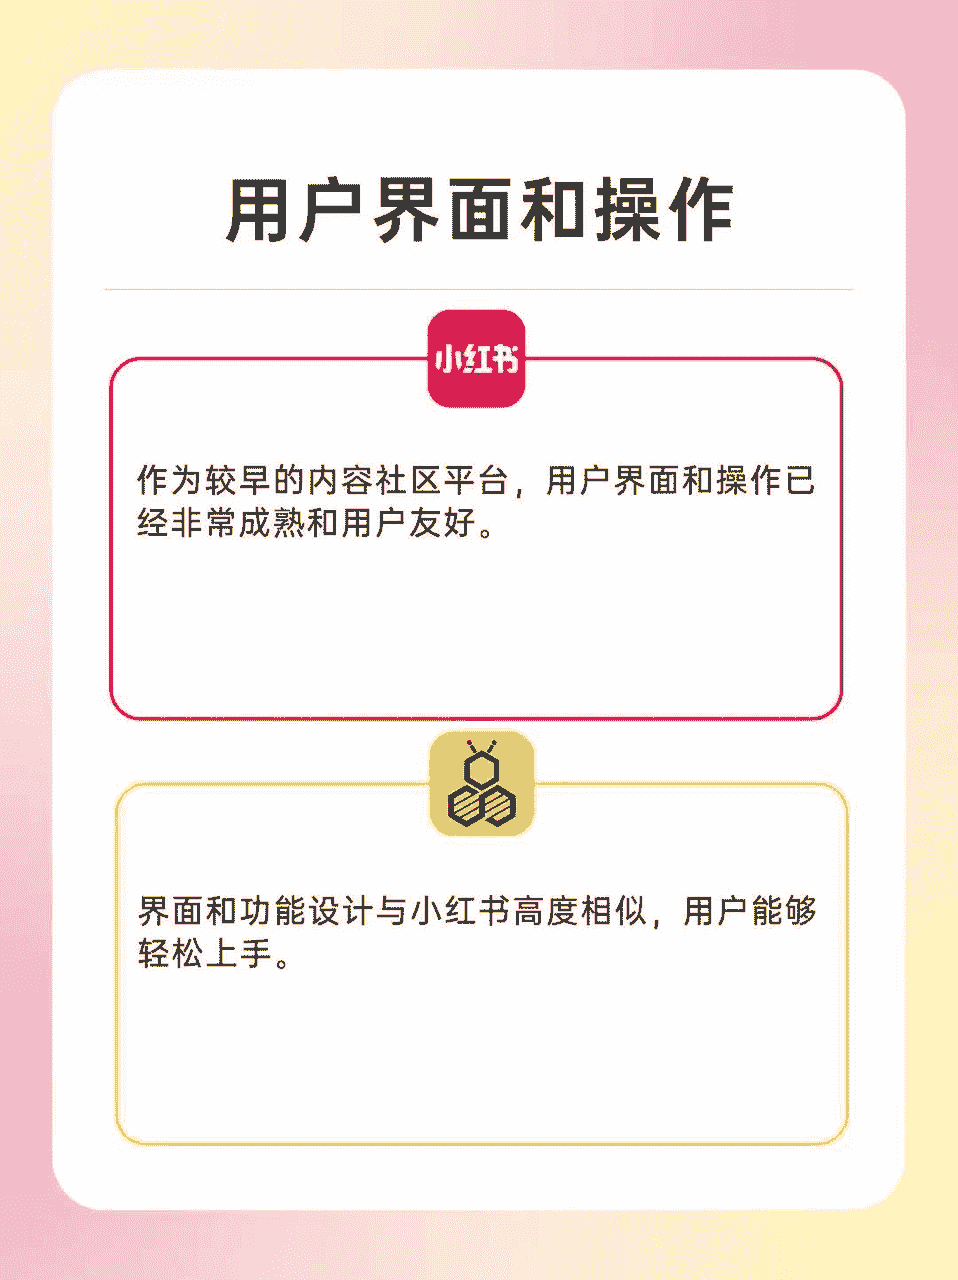 用户界面和操作
小红书
作为较早的内容社区平台，用户界面和操作已
经非常成熟和用户友好。
界面和功能设计与小红书高度相似，用户能够
轻松上手。